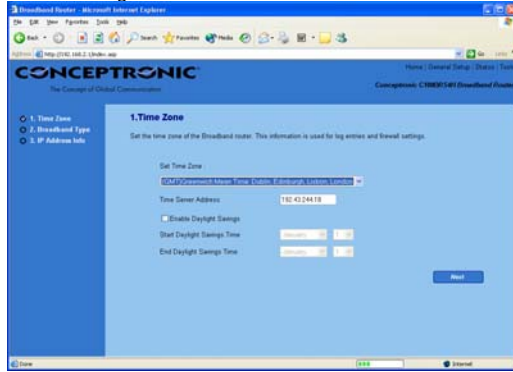 Broadband Router - Microsoft Internet Explorer
File Edit View Favorites Tools Help
Back Search Favorites Media
Address http://192.168.2.1/index.asp Go Links
CONCEPTRONIC
The Concept of Global Communication
Home | General Setup | Status | Tools
Conceptronic C100BRS4H Broadband Router
1. Time Zone
2. Broadband Type
3. IP Address Info
1.Time Zone
Set the time zone of the Broadband router. This information is used for log entries and firewall settings.
Set Time Zone :
(GMT)Greenwich Mean Time: Dublin, Edinburgh, Lisbon, London
Time Server Address: 192.43.244.18
Enable Daylight Savings
Start Daylight Savings Time January 1
End Daylight Savings Time January 1
Next
Done Internet